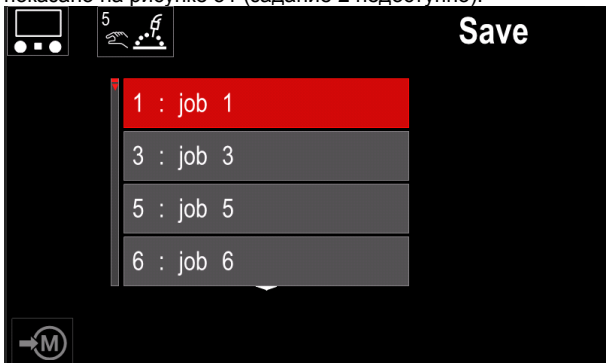 показано на рисунке 31 (задание 2 недоступно).
5
Save
1 : job 1
3 : job 3
5 : job 5
6 : job 6
M